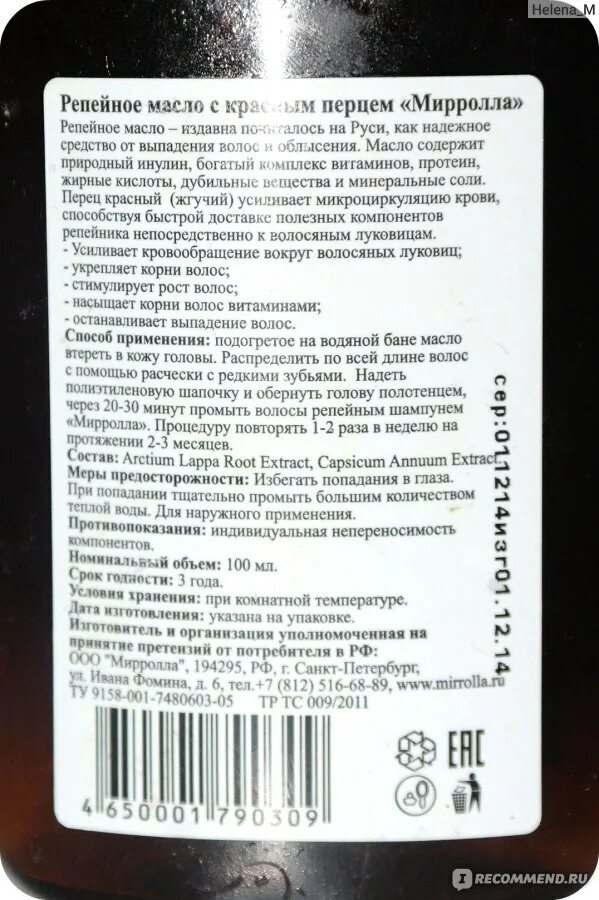 Helena_M
Репейное масло с красным перцем «Мирролла»
Репейное масло – издавна почиталось на Руси, как надежное
средство от выпадения волос и облысения. Масло содержит
природный инулин, богатый комплекс витаминов, протеин,
жирные кислоты, дубильные вещества и минеральные соли.
Перец красный (жгучий) усиливает микроциркуляцию крови,
способствуя быстрой доставке полезных компонентов
репейника непосредственно к волосяным луковицам.
- Усиливает кровообращение вокруг волосяных луковиц;
- укрепляет корни волос;
- стимулирует рост волос;
- насыщает корни волос витаминами;
- останавливает выпадение волос.
Способ применения: подогретое на водяной бане масло
втереть в кожу головы. Распределить по всей длине волос
с помощью расчески с редкими зубьями. Надеть
полиэтиленовую шапочку и обернуть голову полотенцем,
через 20-30 минут промыть волосы репейным шампунем
«Мирролла». Процедуру повторять 1-2 раза в неделю на
протяжении 2-3 месяцев.
Состав: Arctium Lappa Root Extract, Capsicum Annuum Extract.
Меры предосторожности: Избегать попадания в глаза.
При попадании тщательно промыть большим количеством
теплой воды. Для наружного применения.
Противопоказания: индивидуальная непереносимость
компонентов.
Номинальный объем: 100 мл.
Срок годности: 3 года.
Условия хранения: при комнатной температуре.
Дата изготовления: указана на упаковке.
Изготовитель и организация уполномоченная на
принятие претензий от потребителя в РФ:
ООО "Мирролла", 194295, РФ, г. Санкт-Петербург,
ул. Ивана Фомина, д. 6, тел.+7 (812) 516-68-89, www.mirrolla.ru
ТУ 9158-001-7480603-05 ТР ТС 009/2011
сер:011214изг01.12.14
EAC
4 650001 790309
IRECOMMEND.RU